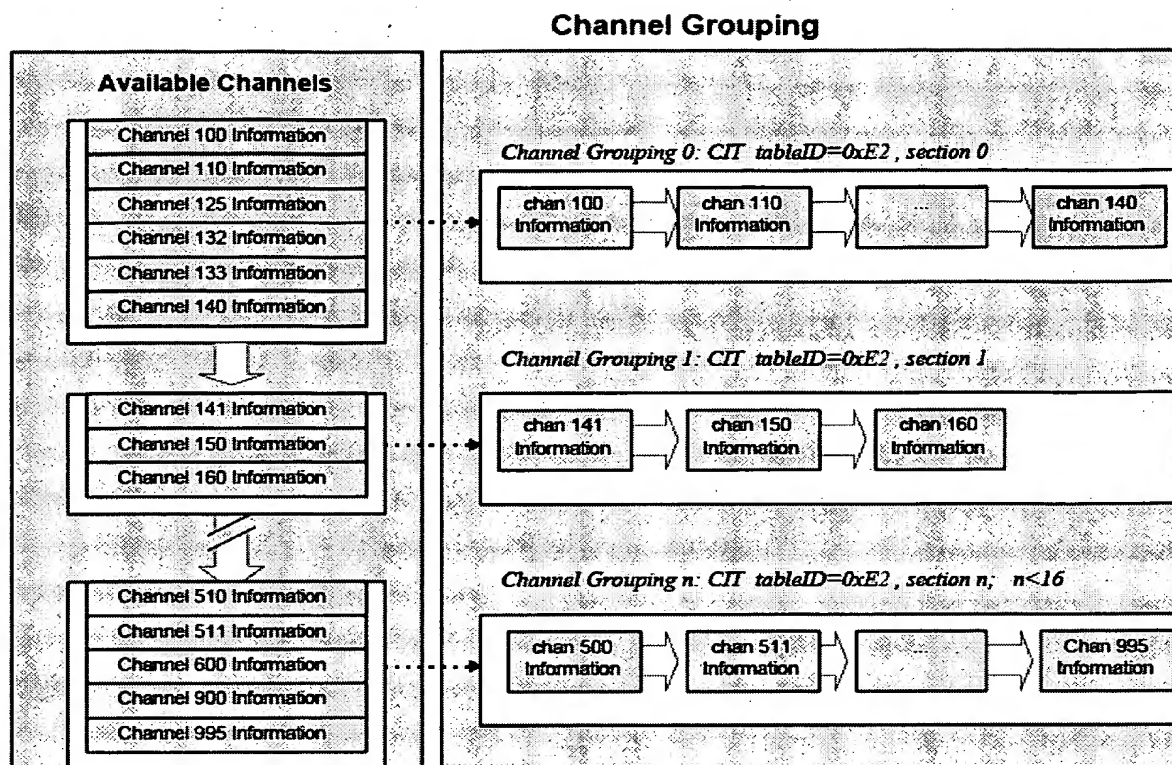 Channel Grouping
Available Channels
Channel 100 Information
Channel 110 Information
Channel 125 Information
Channel 132 Information
Channel 133 Information
Channel 140 Information
Channel 141 Information
Channel 150 Information
Channel 160 Information
Channel 510 Information
Channel 511 Information
Channel 600 Information
Channel 900 Information
Channel 995 Information
Channel Grouping 0: CIT tableID=0xE2 , section 0
chan 100
Information
chan 110
Information
......
chan 140
Information
Channel Grouping 1: CIT tableID=0xE2 , section 1
chan 141
Information
chan 150
Information
chan 160
Information
Channel Grouping n: CIT tableID=0xE2 , section n; n<16
chan 500
Information
chan 511
Information
......
Chan 995
Information